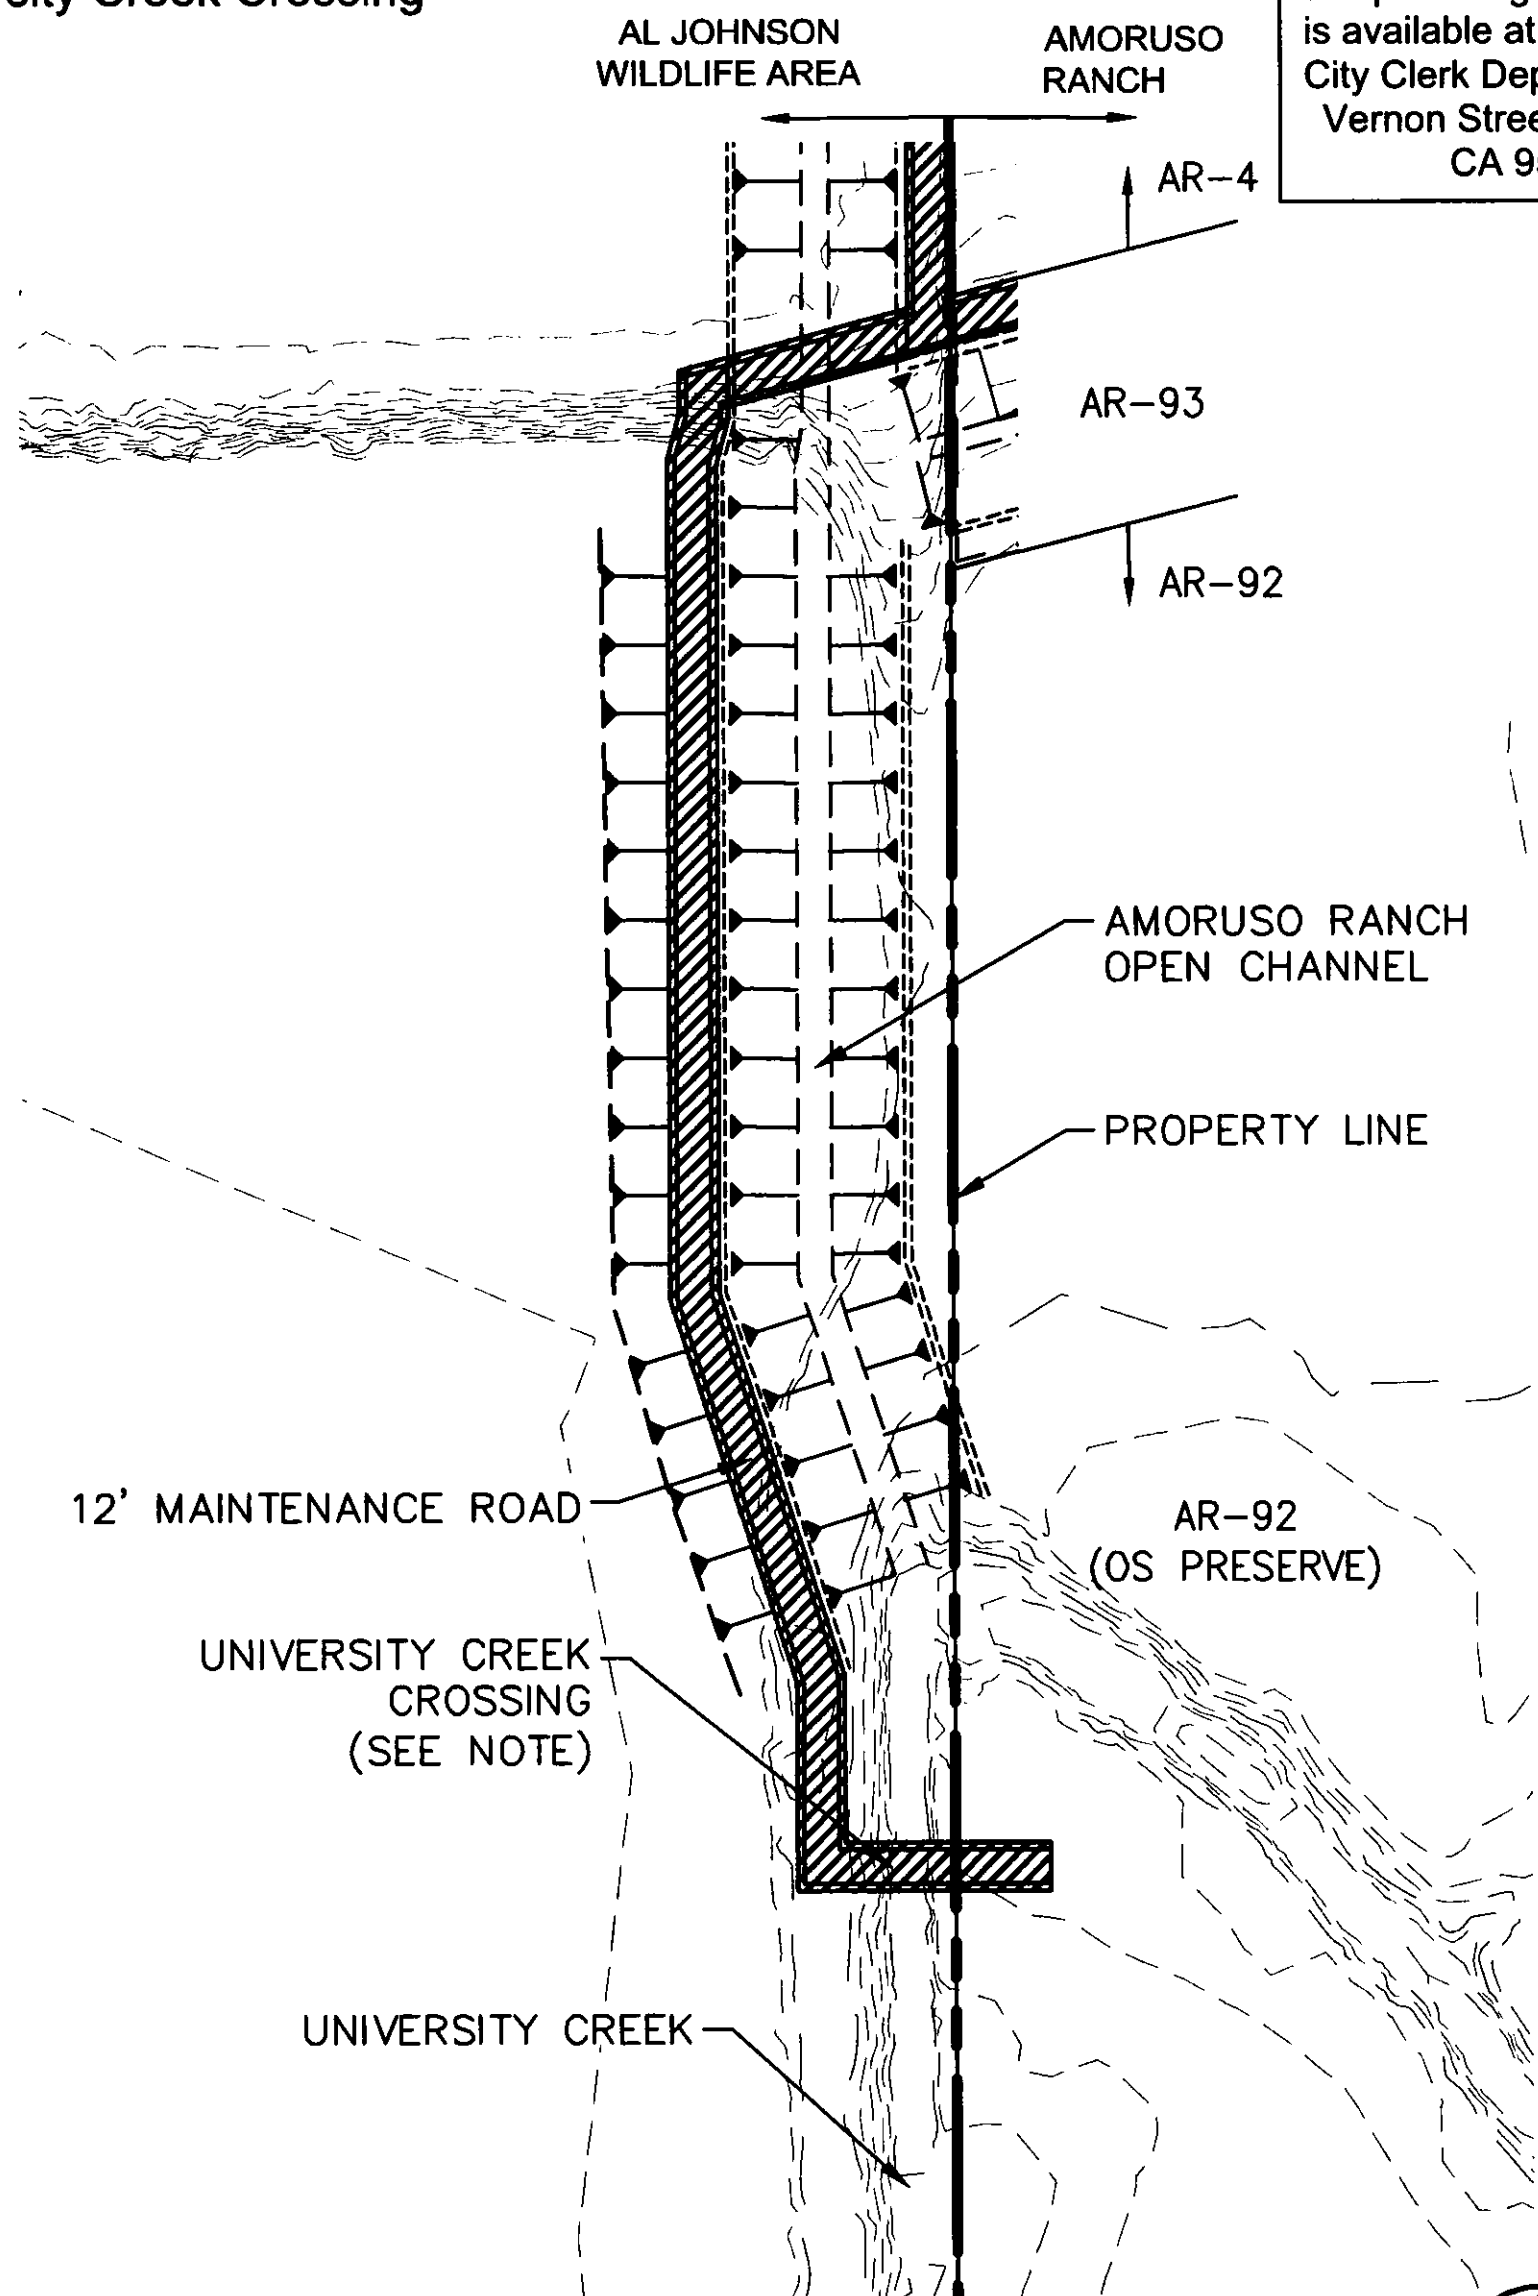 Creek Crossing
AL JOHNSON
WILDLIFE AREA
AMORUSO
RANCH
is available at
City Clerk
Vernon
CA
AR-4
AR-93
AR-92
AMORUSO RANCH
OPEN CHANNEL
PROPERTY LINE
12' MAINTENANCE ROAD
AR-92
(OS PRESERVE)
UNIVERSITY CREEK
CROSSING
(SEE NOTE)
UNIVERSITY CREEK